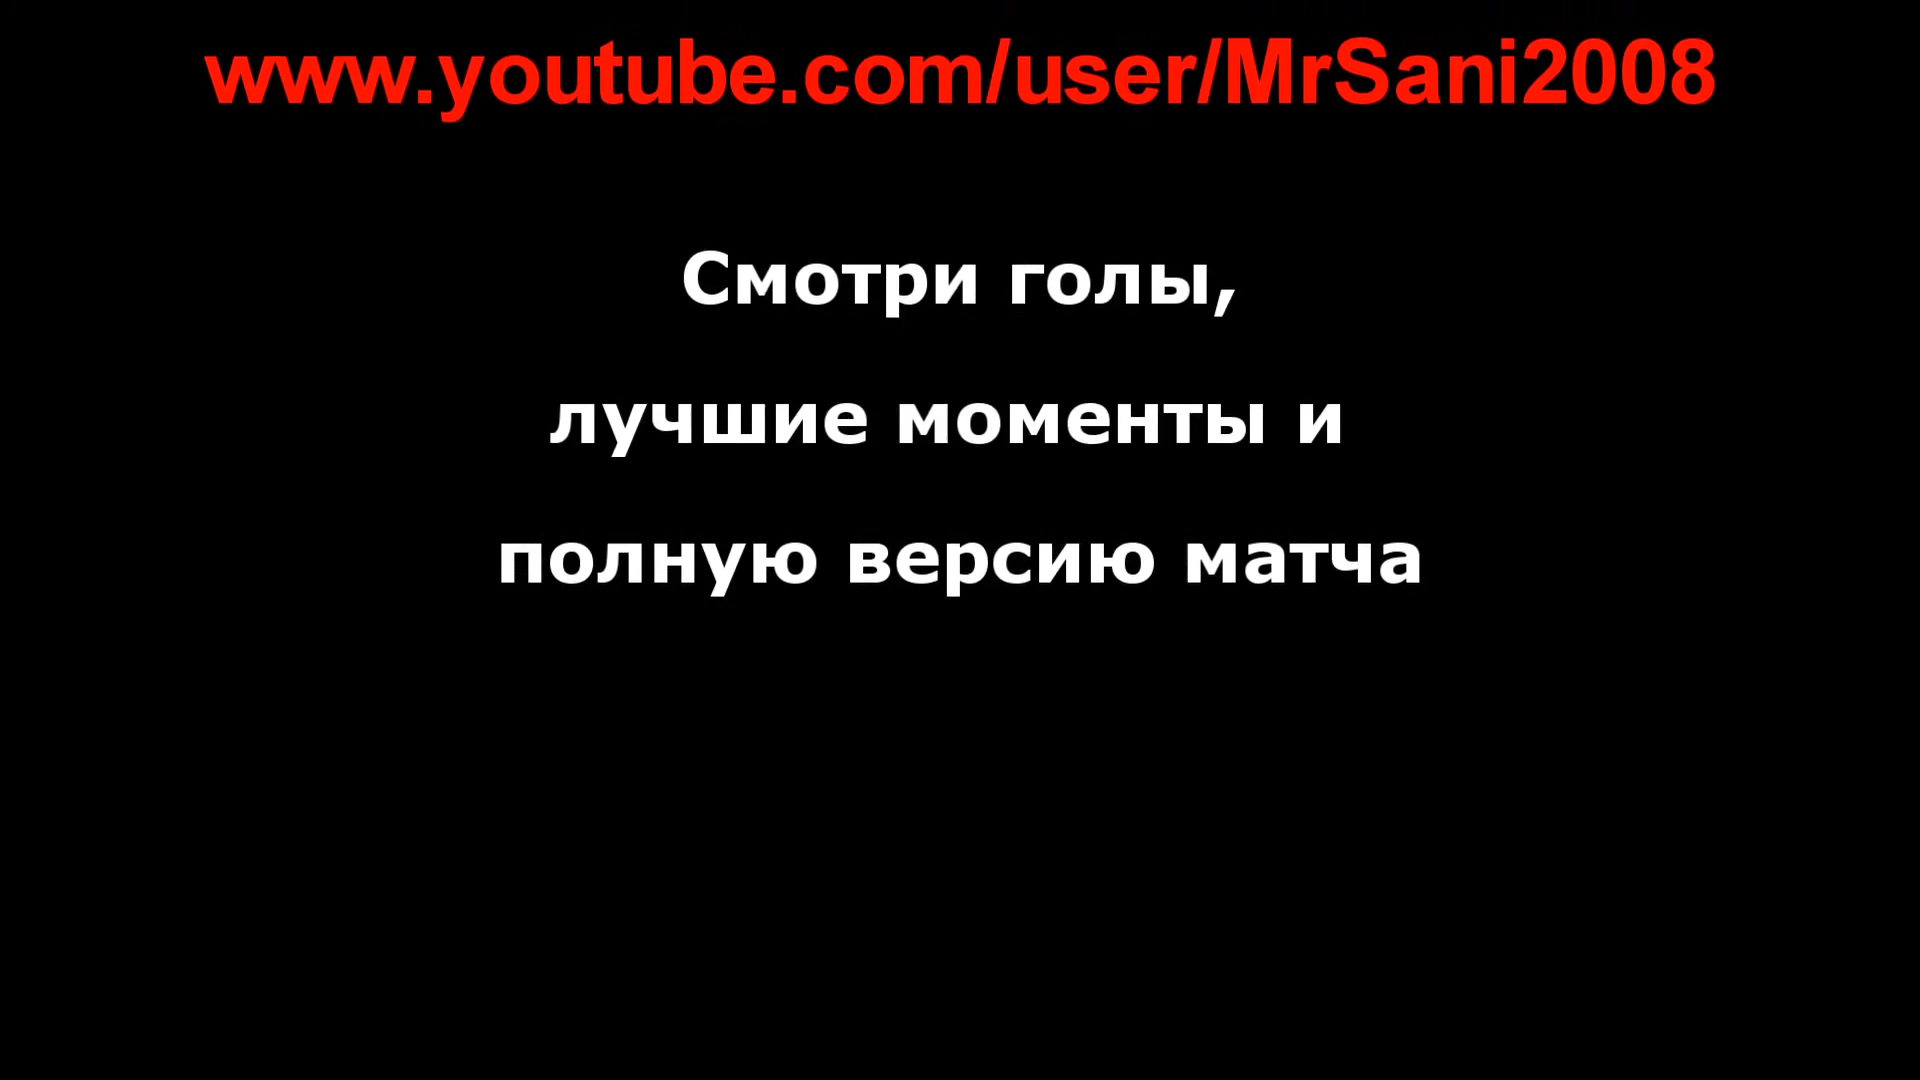 www.youtube.com/user/MrSani2008
Смотри голы,
лучшие моменты и
полную версию матча